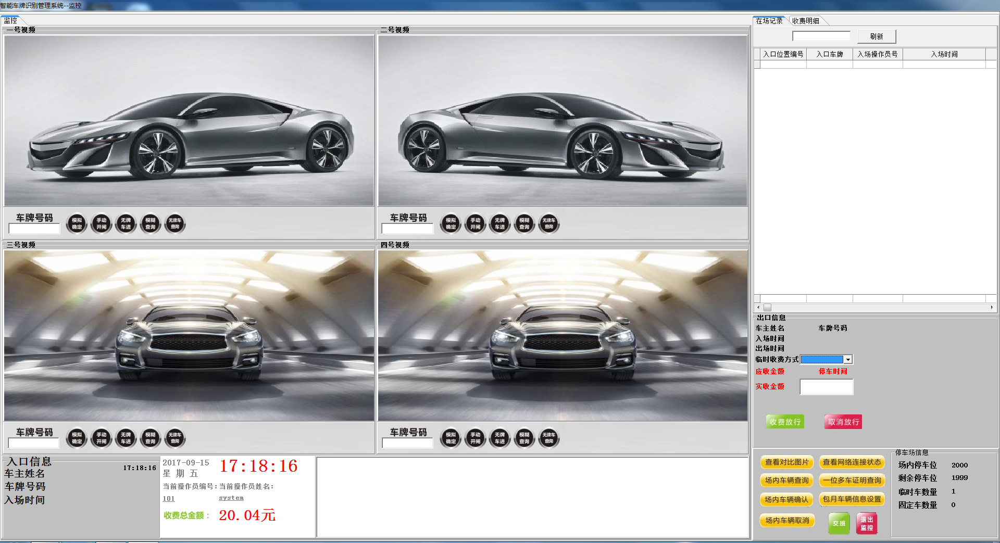 智能车牌识别管理系统--监控
监控
一号视频
车牌号码
模拟确定
手动开闸
无牌车进
模糊查询
无牌车查询
二号视频
车牌号码
模拟确定
手动开闸
无牌车进
模糊查询
无牌车查询
三号视频
车牌号码
模拟确定
手动开闸
无牌车进
模糊查询
无牌车查询
四号视频
车牌号码
模拟确定
手动开闸
无牌车进
模糊查询
无牌车查询
入口信息
17:18:16
车主姓名
车牌号码
入场时间
2017-09-15 17:18:16
星 期 五
当前操作员编号: 当前操作员姓名:
101 system
收费总金额： 20.04元
在场记录 收费明细
刷新
入口位置编号 入口车牌 入场操作员号 入场时间
出口信息
车主姓名 车牌号码
入场时间
出场时间
临时收费方式
应收金额 停车时间
实收金额
收费放行 取消放行
查看对比图片 查看网络连接状态
场内车辆查询 一位多车证明查询
场内车辆确认 包月车辆信息设置
场内车辆取消 交班 退出监控
停车场信息
场内停车位 2000
剩余停车位 1999
临时车数量 1
固定车数量 0